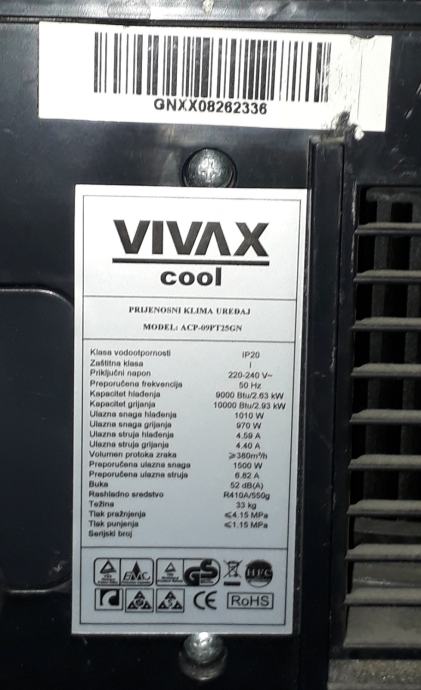 GNXX08262336
VIVAX
cool
PRIJENOSNI KLIMA UREĐAJ
MODEL: ACP-09PT25GN
Klasa vodootpornosti IP20
Zaštitna klasa I
Priključni napon 220-240 V~
Preporučena frekvencija 50 Hz
Kapacitet hlađenja 9000 Btu/2.63 kW
Kapacitet grijanja 10000 Btu/2.93 kW
Ulazna snaga hlađenja 1010 W
Ulazna snaga grijanja 970 W
Ulazna struja hlađenja 4.59 A
Ulazna struja grijanja 4.40 A
Volumen protoka zraka ≥380m³/h
Preporučena ulazna snaga 1500 W
Preporučena ulazna struja 6.82 A
Buka 52 dB(A)
Rashladno sredstvo R410A/550g
Težina 33 kg
Tlak pražnjenja ≤4.15 MPa
Tlak punjenja ≤1.15 MPa
Serijski broj
EMC GS HFC
CE RoHS